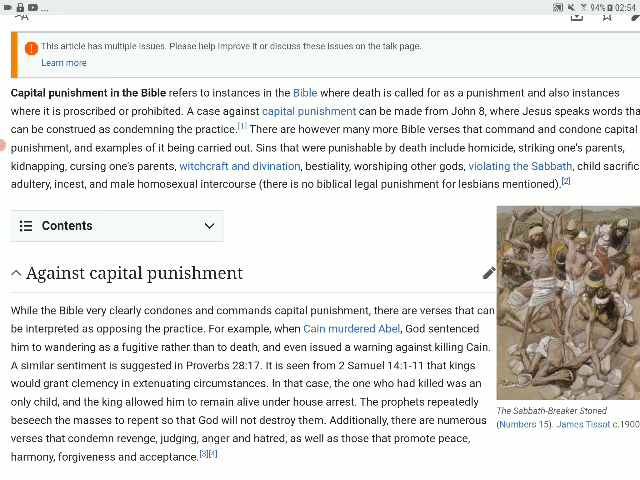 ... 94% 02:54
This article has multiple issues. Please help improve it or discuss these issues on the talk page.
Learn more
Capital punishment in the Bible refers to instances in the Bible where death is called for as a punishment and also instances
where it is proscribed or prohibited. A case against capital punishment can be made from John 8, where Jesus speaks words tha
can be construed as condemning the practice.[1] There are however many more Bible verses that command and condone capital
punishment, and examples of it being carried out. Sins that were punishable by death include homicide, striking one's parents,
kidnapping, cursing one's parents, witchcraft and divination, bestiality, worshiping other gods, violating the Sabbath, child sacrific
adultery, incest, and male homosexual intercourse (there is no biblical legal punishment for lesbians mentioned).[2]
Contents
Against capital punishment
While the Bible very clearly condones and commands capital punishment, there are verses that can
be interpreted as opposing the practice. For example, when Cain murdered Abel, God sentenced
him to wandering as a fugitive rather than to death, and even issued a warning against killing Cain.
A similar sentiment is suggested in Proverbs 28:17. It is seen from 2 Samuel 14:1-11 that kings
would grant clemency in extenuating circumstances. In that case, the one who had killed was an
only child, and the king allowed him to remain alive under house arrest. The prophets repeatedly
beseech the masses to repent so that God will not destroy them. Additionally, there are numerous
verses that condemn revenge, judging, anger and hatred, as well as those that promote peace,
harmony, forgiveness and acceptance.[3][4]
The Sabbath-Breaker Stoned
(Numbers 15). James Tissot c.1900